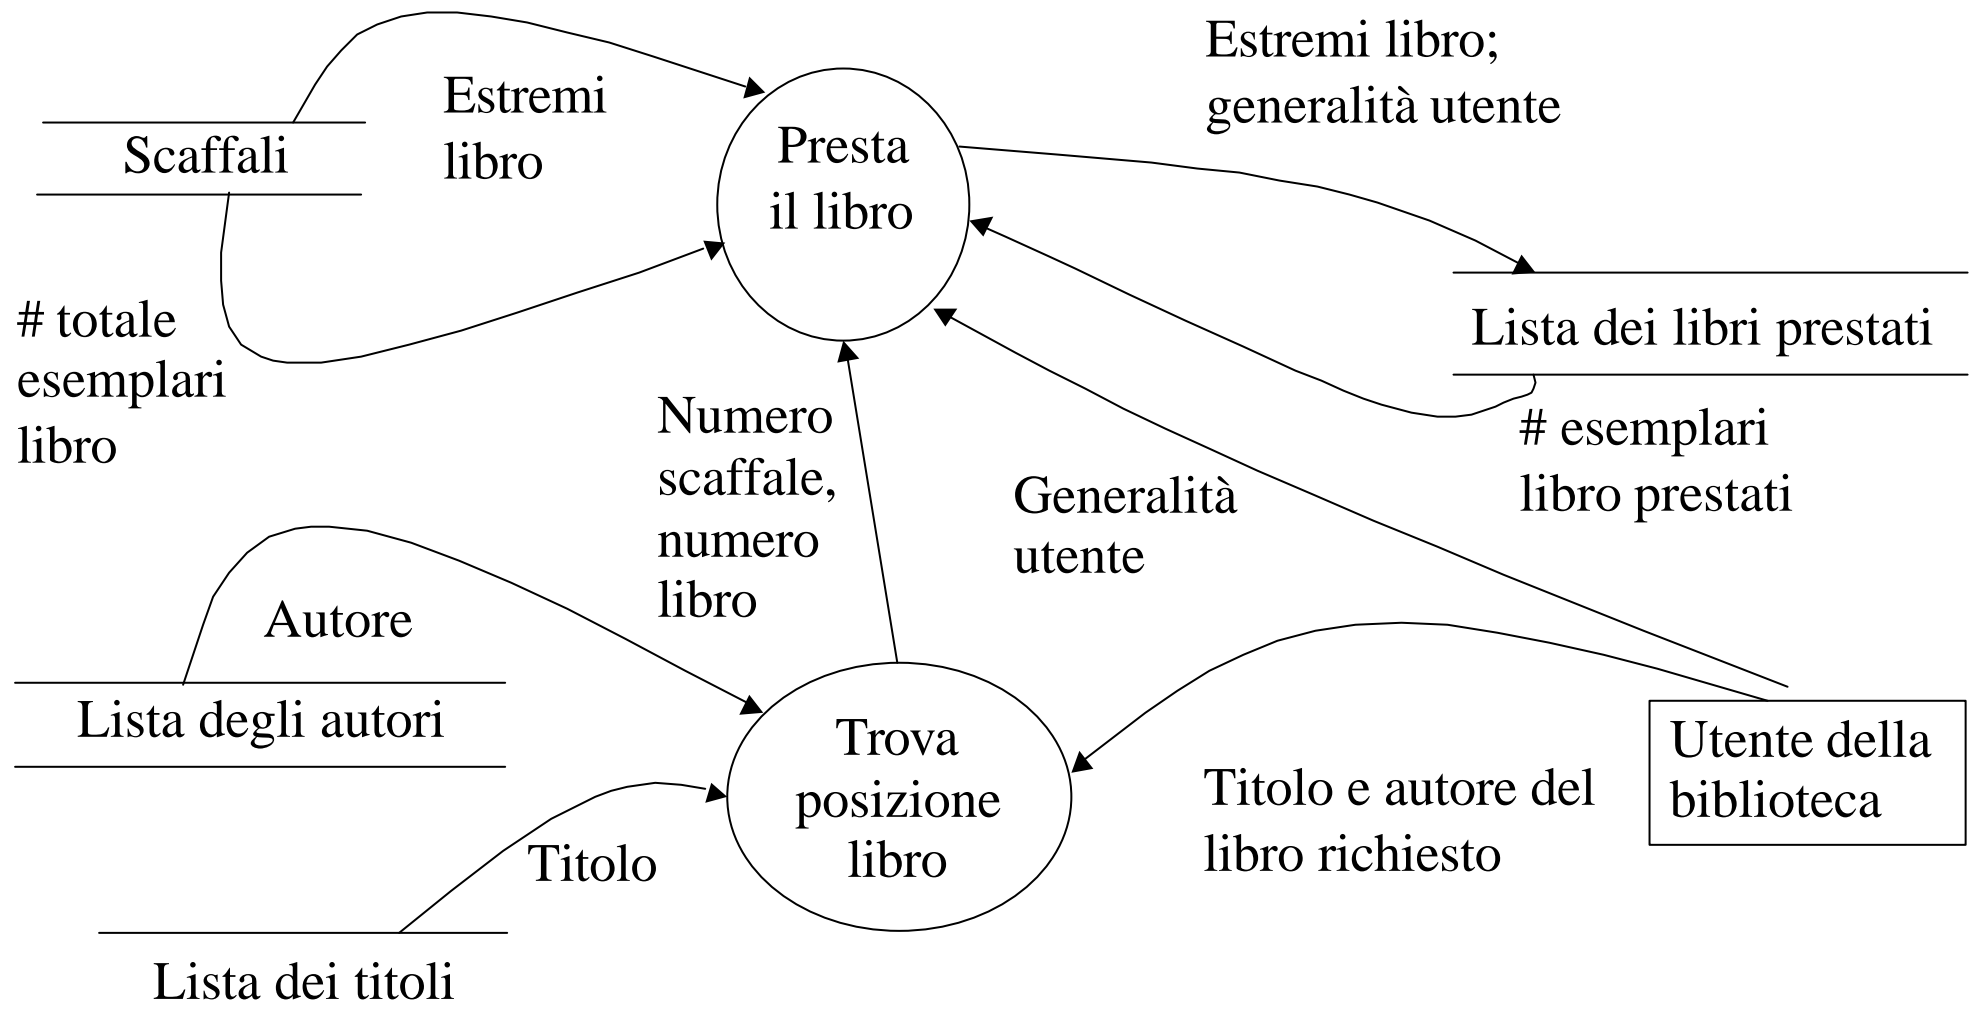 Estremi libro;
generalità utente
Estremi
libro
Scaffali
Presta
il libro
# totale
esemplari
libro
Lista dei libri prestati
# esemplari
libro prestati
Numero
scaffale,
numero
libro
Generalità
utente
Autore
Lista degli autori
Trova
posizione
libro
Titolo e autore del
libro richiesto
Utente della
biblioteca
Titolo
Lista dei titoli